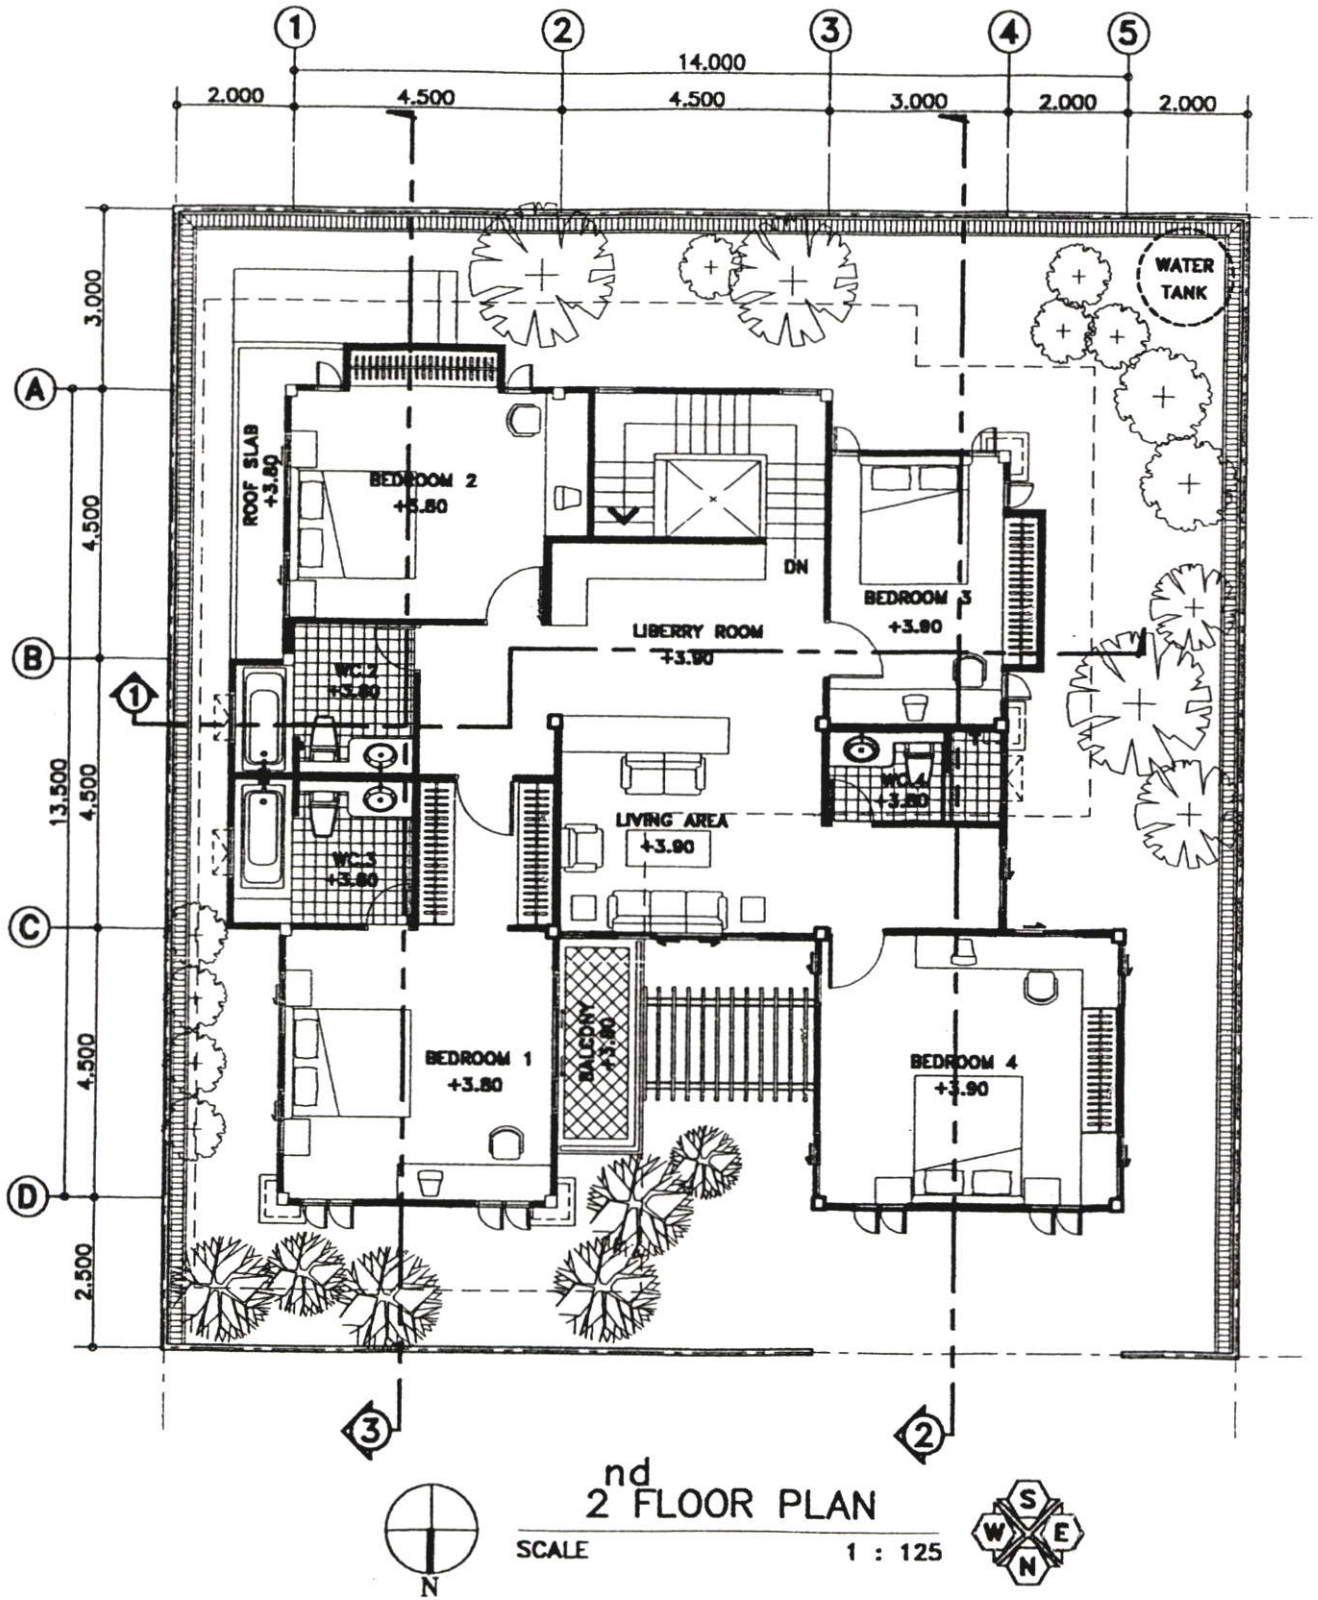 1
2
3
4
5
14.000
2.000
4.500
4.500
3.000
2.000
2.000
WATER
TANK
3.000
A
ROOF SLAB
+3.80
BEDROOM 2
+3.80
4.500
DN
BEDROOM 3
+3.90
LIBERRY ROOM
+3.90
B
WC.2
+3.80
1
13.500
4.500
WC.4
+3.80
LIVING AREA
+3.90
WC.3
+3.80
C
BALCONY
+3.80
BEDROOM 1
+3.80
BEDROOM 4
+3.90
4.500
D
2.500
3
2
2nd FLOOR PLAN
SCALE 1 : 125
N
S
W E
N